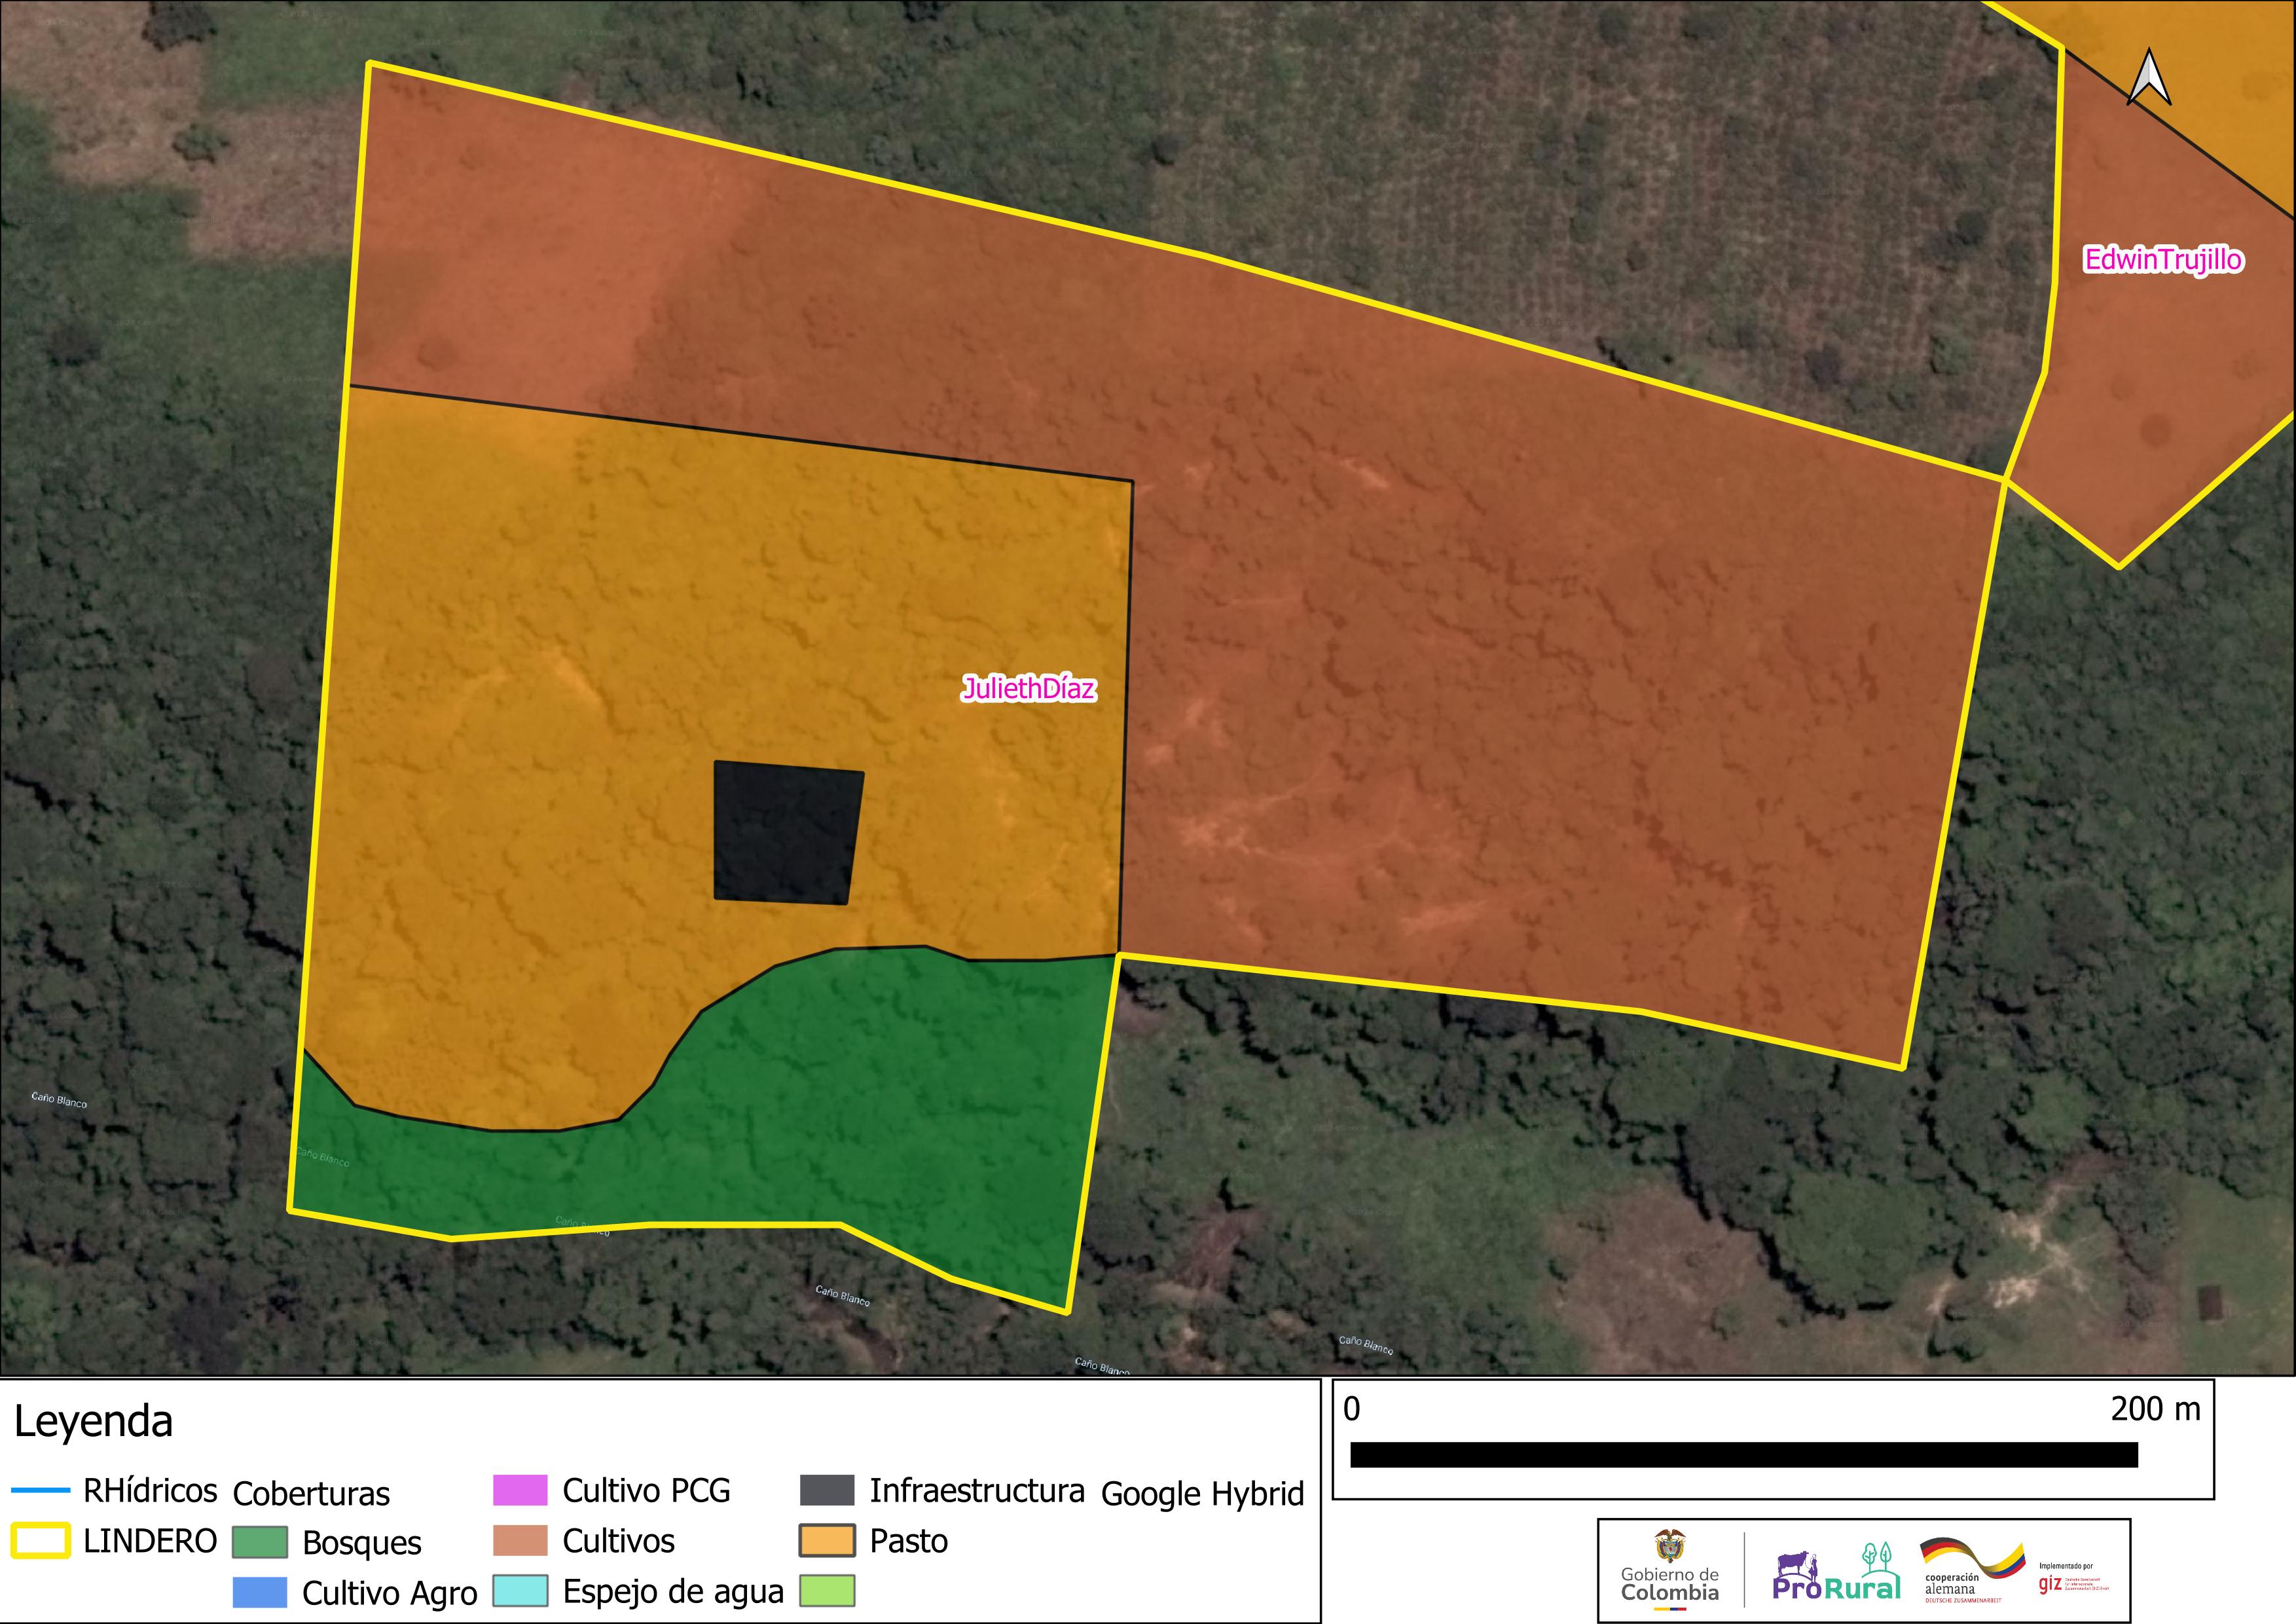 EdwinTrujillo
JuliethDíaz
Caño Blanco
Caño Blanco
Caño Blanco
Caño Blanco
Caño Blanco
Caño Blanco
Leyenda
RHídricos
LINDERO
Coberturas
Bosques
Cultivo Agro
Cultivo PCG
Cultivos
Espejo de agua
Infraestructura
Pasto
Google Hybrid
0 200 m
Gobierno de
Colombia
ProRural
cooperación
alemana
DEUTSCHE ZUSAMMENARBEIT
Implementado por
giz